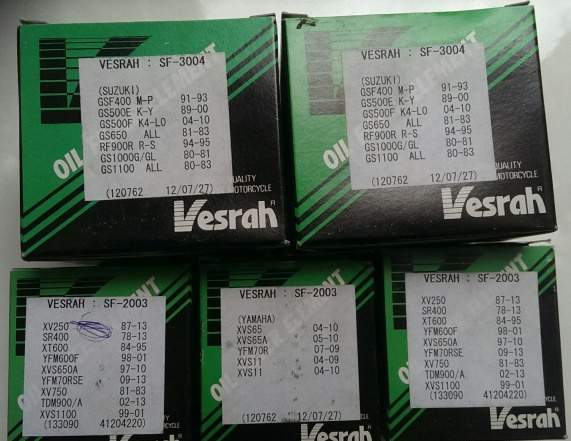 VESRAH : SF-3004
(SUZUKI)
GSF400 M-P 91-93
GS500E K-Y 89-00
GS500F K4-L0 04-10
GS650 ALL 81-83
RF900R R-S 94-95
GS1000G/GL 80-81
GS1100 ALL 80-83
(120762 12/07/27)
OIL ELEMENT
QUALITY
MOTORCYCLE
Vesrah
VESRAH : SF-3004
(SUZUKI)
GSF400 M-P 91-93
GS500E K-Y 89-00
GS500F K4-L0 04-10
GS650 ALL 81-83
RF900R R-S 94-95
GS1000G/GL 80-81
GS1100 ALL 80-83
(120762 12/07/27)
OIL ELEMENT
QUALITY
MOTORCYCLE
Vesrah
VESRAH : SF-2003
XV250 87-13
SR400 78-13
XT600 84-95
YFM600F 98-01
XVS650A 97-10
YFM70RSE 09-13
XV750 81-83
TDM900/A 02-13
XVS1100 99-01
(133090 41204220)
VESRAH : SF-2003
(YAMAHA)
XVS65 04-10
XVS65A 05-10
YFM70R 07-09
XVS11 04-09
XVS11 04-10
(120762 12/07/27)
VESRAH : SF-2003
XV250 87-13
SR400 78-13
XT600 84-95
YFM600F 98-01
XVS650A 97-10
YFM70RSE 09-13
XV750 81-83
TDM900/A 02-13
XVS1100 99-01
(133090 41204220)